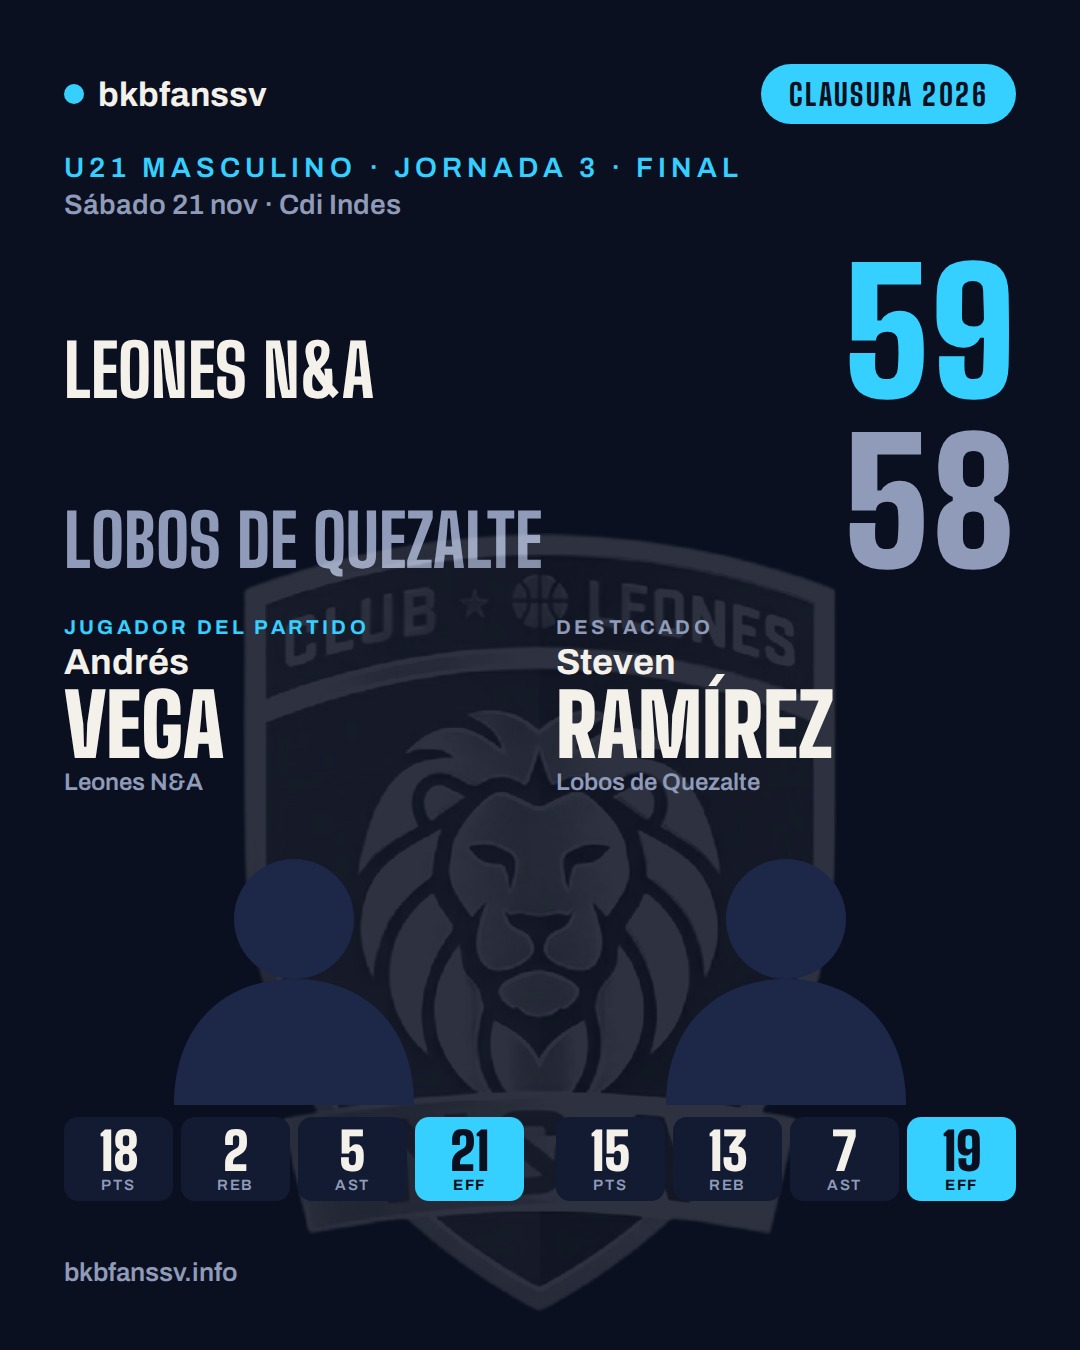 bkbfanssv
CLAUSURA 2026
U21 MASCULINO · JORNADA 3 · FINAL
Sábado 21 nov · Cdi Indes
LEONES N&A
59
LOBOS DE QUEZALTE
58
CLUB LEONES
JUGADOR DEL PARTIDO
Andrés
VEGA
Leones N&A
DESTACADO
Steven
RAMÍREZ
Lobos de Quezalte
18 2 5 21
PTS REB AST EFF
15 13 7 19
PTS REB AST EFF
bkbfanssv.info